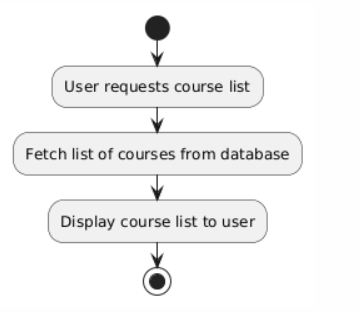 User requests course list
Fetch list of courses from database
Display course list to user